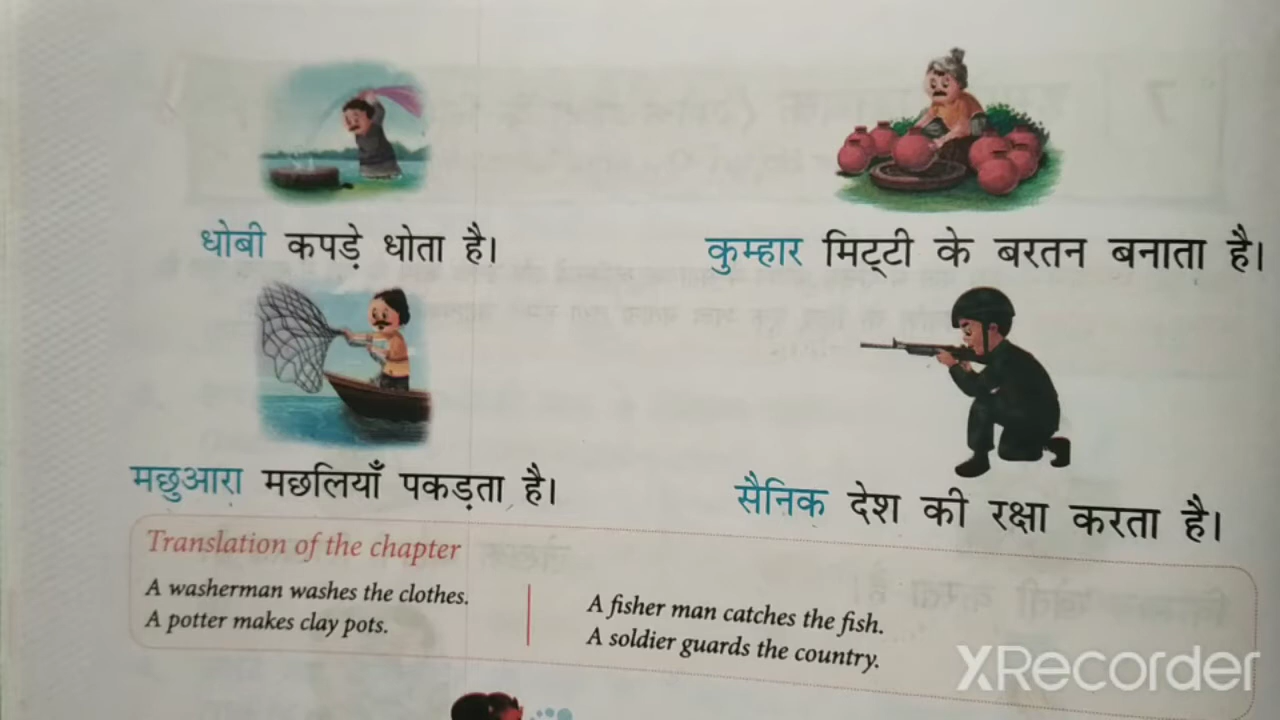 धोबी कपड़े धोता है।
कुम्हार मिट्टी के बरतन बनाता है।
मछुआरा मछलियाँ पकड़ता है।
सैनिक देश की रक्षा करता है।
Translation of the chapter
A washerman washes the clothes.
A potter makes clay pots.
A fisher man catches the fish.
A soldier guards the country.
XRecorder